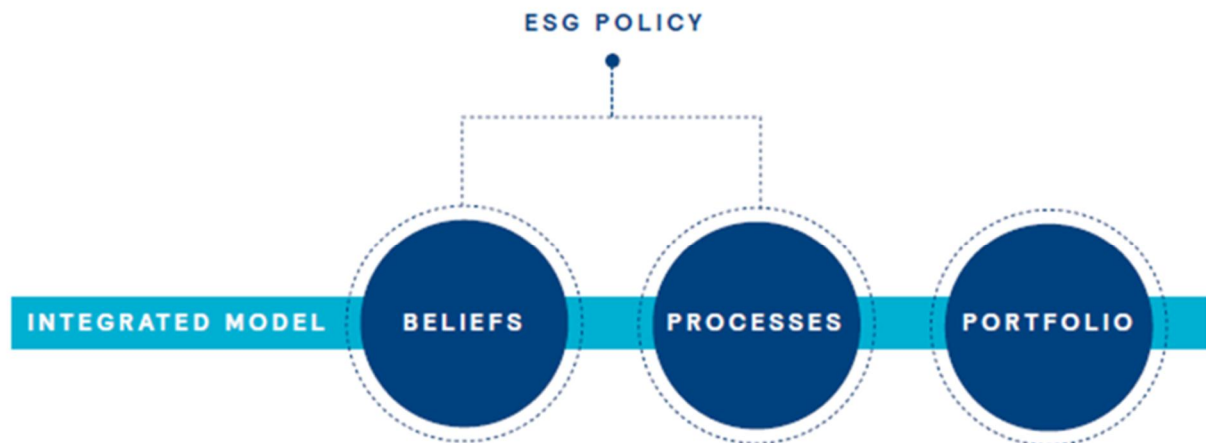 ESG POLICY
INTEGRATED MODEL
BELIEFS
PROCESSES
PORTFOLIO